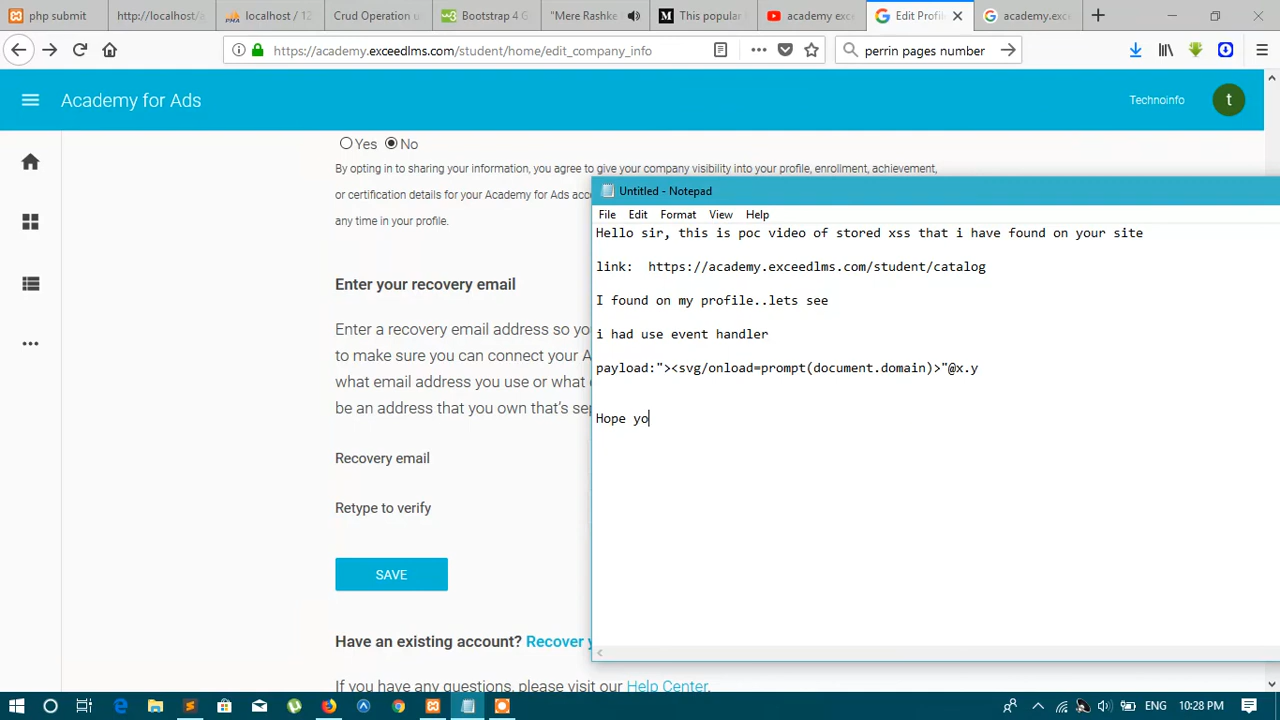 php submit
http://localhost/a
localhost / 12
Crud Operation u
Bootstrap 4 G
"Mere Rashke
This popular
academy exc
Edit Profi
academy.exc
https://academy.exceedlms.com/student/home/edit_company_info
perrin pages number
Academy for Ads
Technoinfo
t
Yes No
By opting in to sharing your information, you agree to give your company visibility into your profile, enrollment, achievement,
or certification details for your Academy for Ads acc
any time in your profile.
Enter your recovery email
Enter a recovery email address so yo
to make sure you can connect your A
what email address you use or what
be an address that you own that's sep
Recovery email
Retype to verify
SAVE
Have an existing account? Recover y
If you have any questions, please visit our Help Center.
Untitled - Notepad
File Edit Format View Help
Hello sir, this is poc video of stored xss that i have found on your site
link:  https://academy.exceedlms.com/student/catalog
I found on my profile..lets see
i had use event handler
payload:"><svg/onload=prompt(document.domain)>"@x.y
Hope yo
ENG 10:28 PM